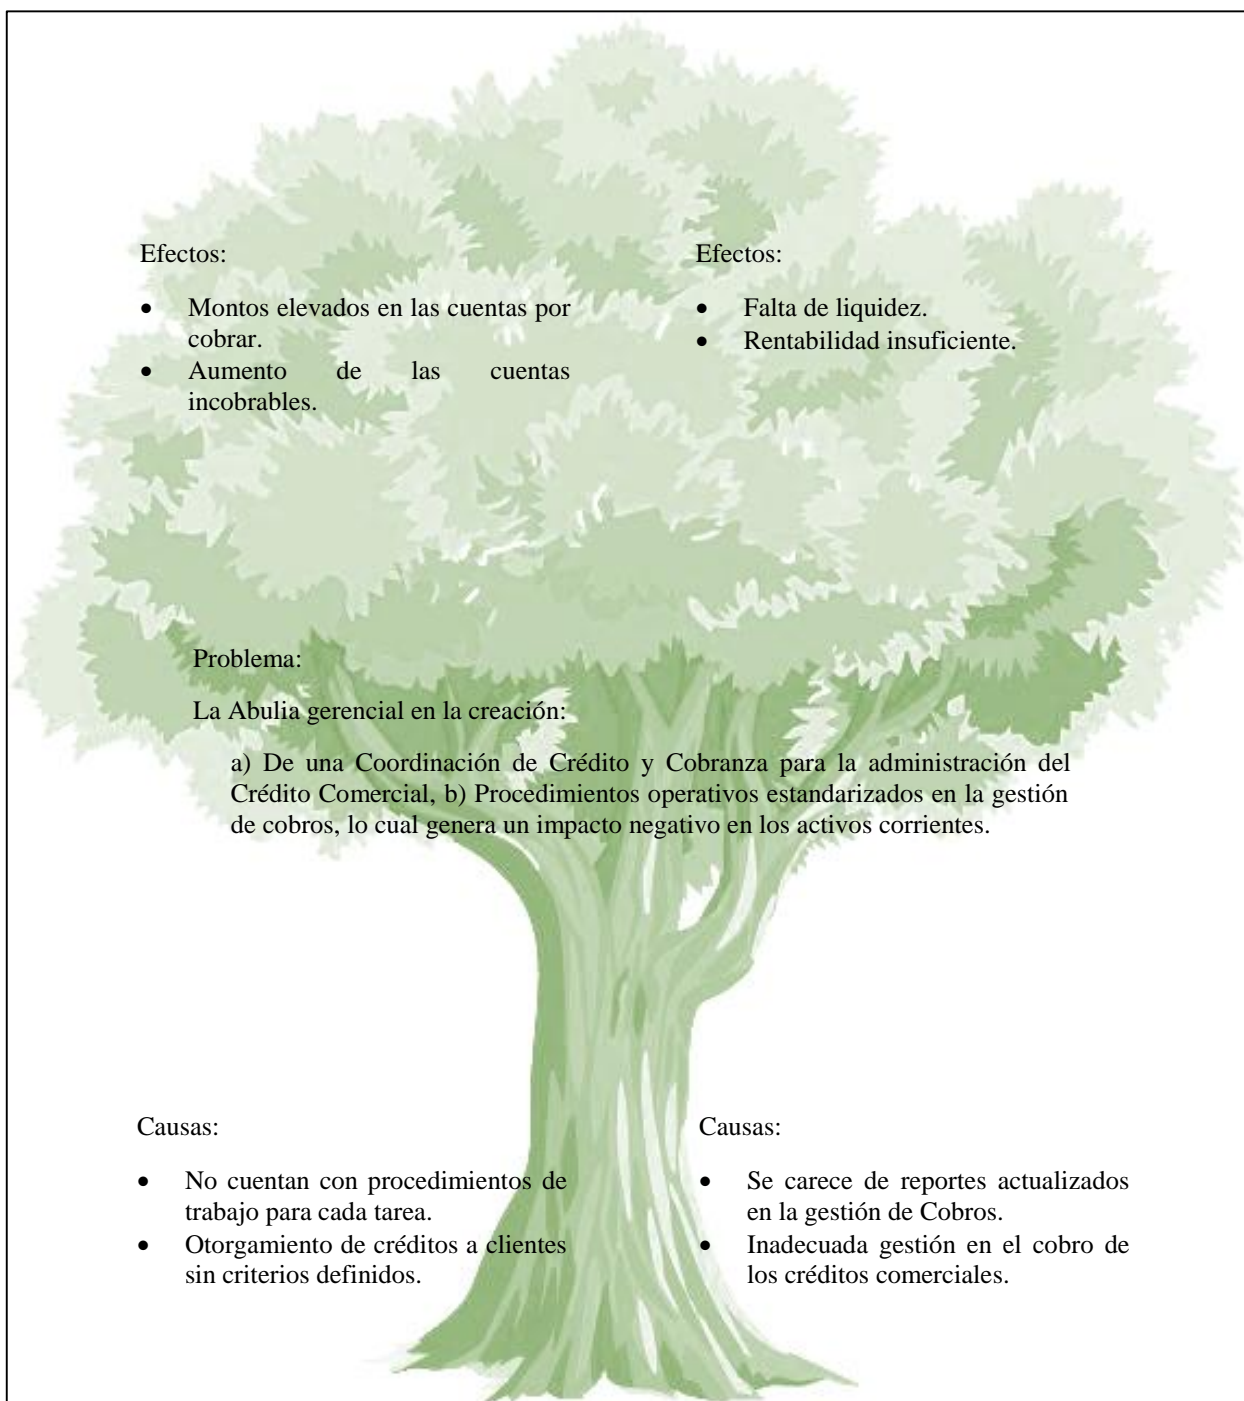 Efectos:
• Montos elevados en las cuentas por
cobrar.
• Aumento de las cuentas
incobrables.
Efectos:
• Falta de liquidez.
• Rentabilidad insuficiente.
Problema:
La Abulia gerencial en la creación:
a) De una Coordinación de Crédito y Cobranza para la administración del
Crédito Comercial, b) Procedimientos operativos estandarizados en la gestión
de cobros, lo cual genera un impacto negativo en los activos corrientes.
Causas:
• No cuentan con procedimientos de
trabajo para cada tarea.
• Otorgamiento de créditos a clientes
sin criterios definidos.
Causas:
• Se carece de reportes actualizados
en la gestión de Cobros.
• Inadecuada gestión en el cobro de
los créditos comerciales.